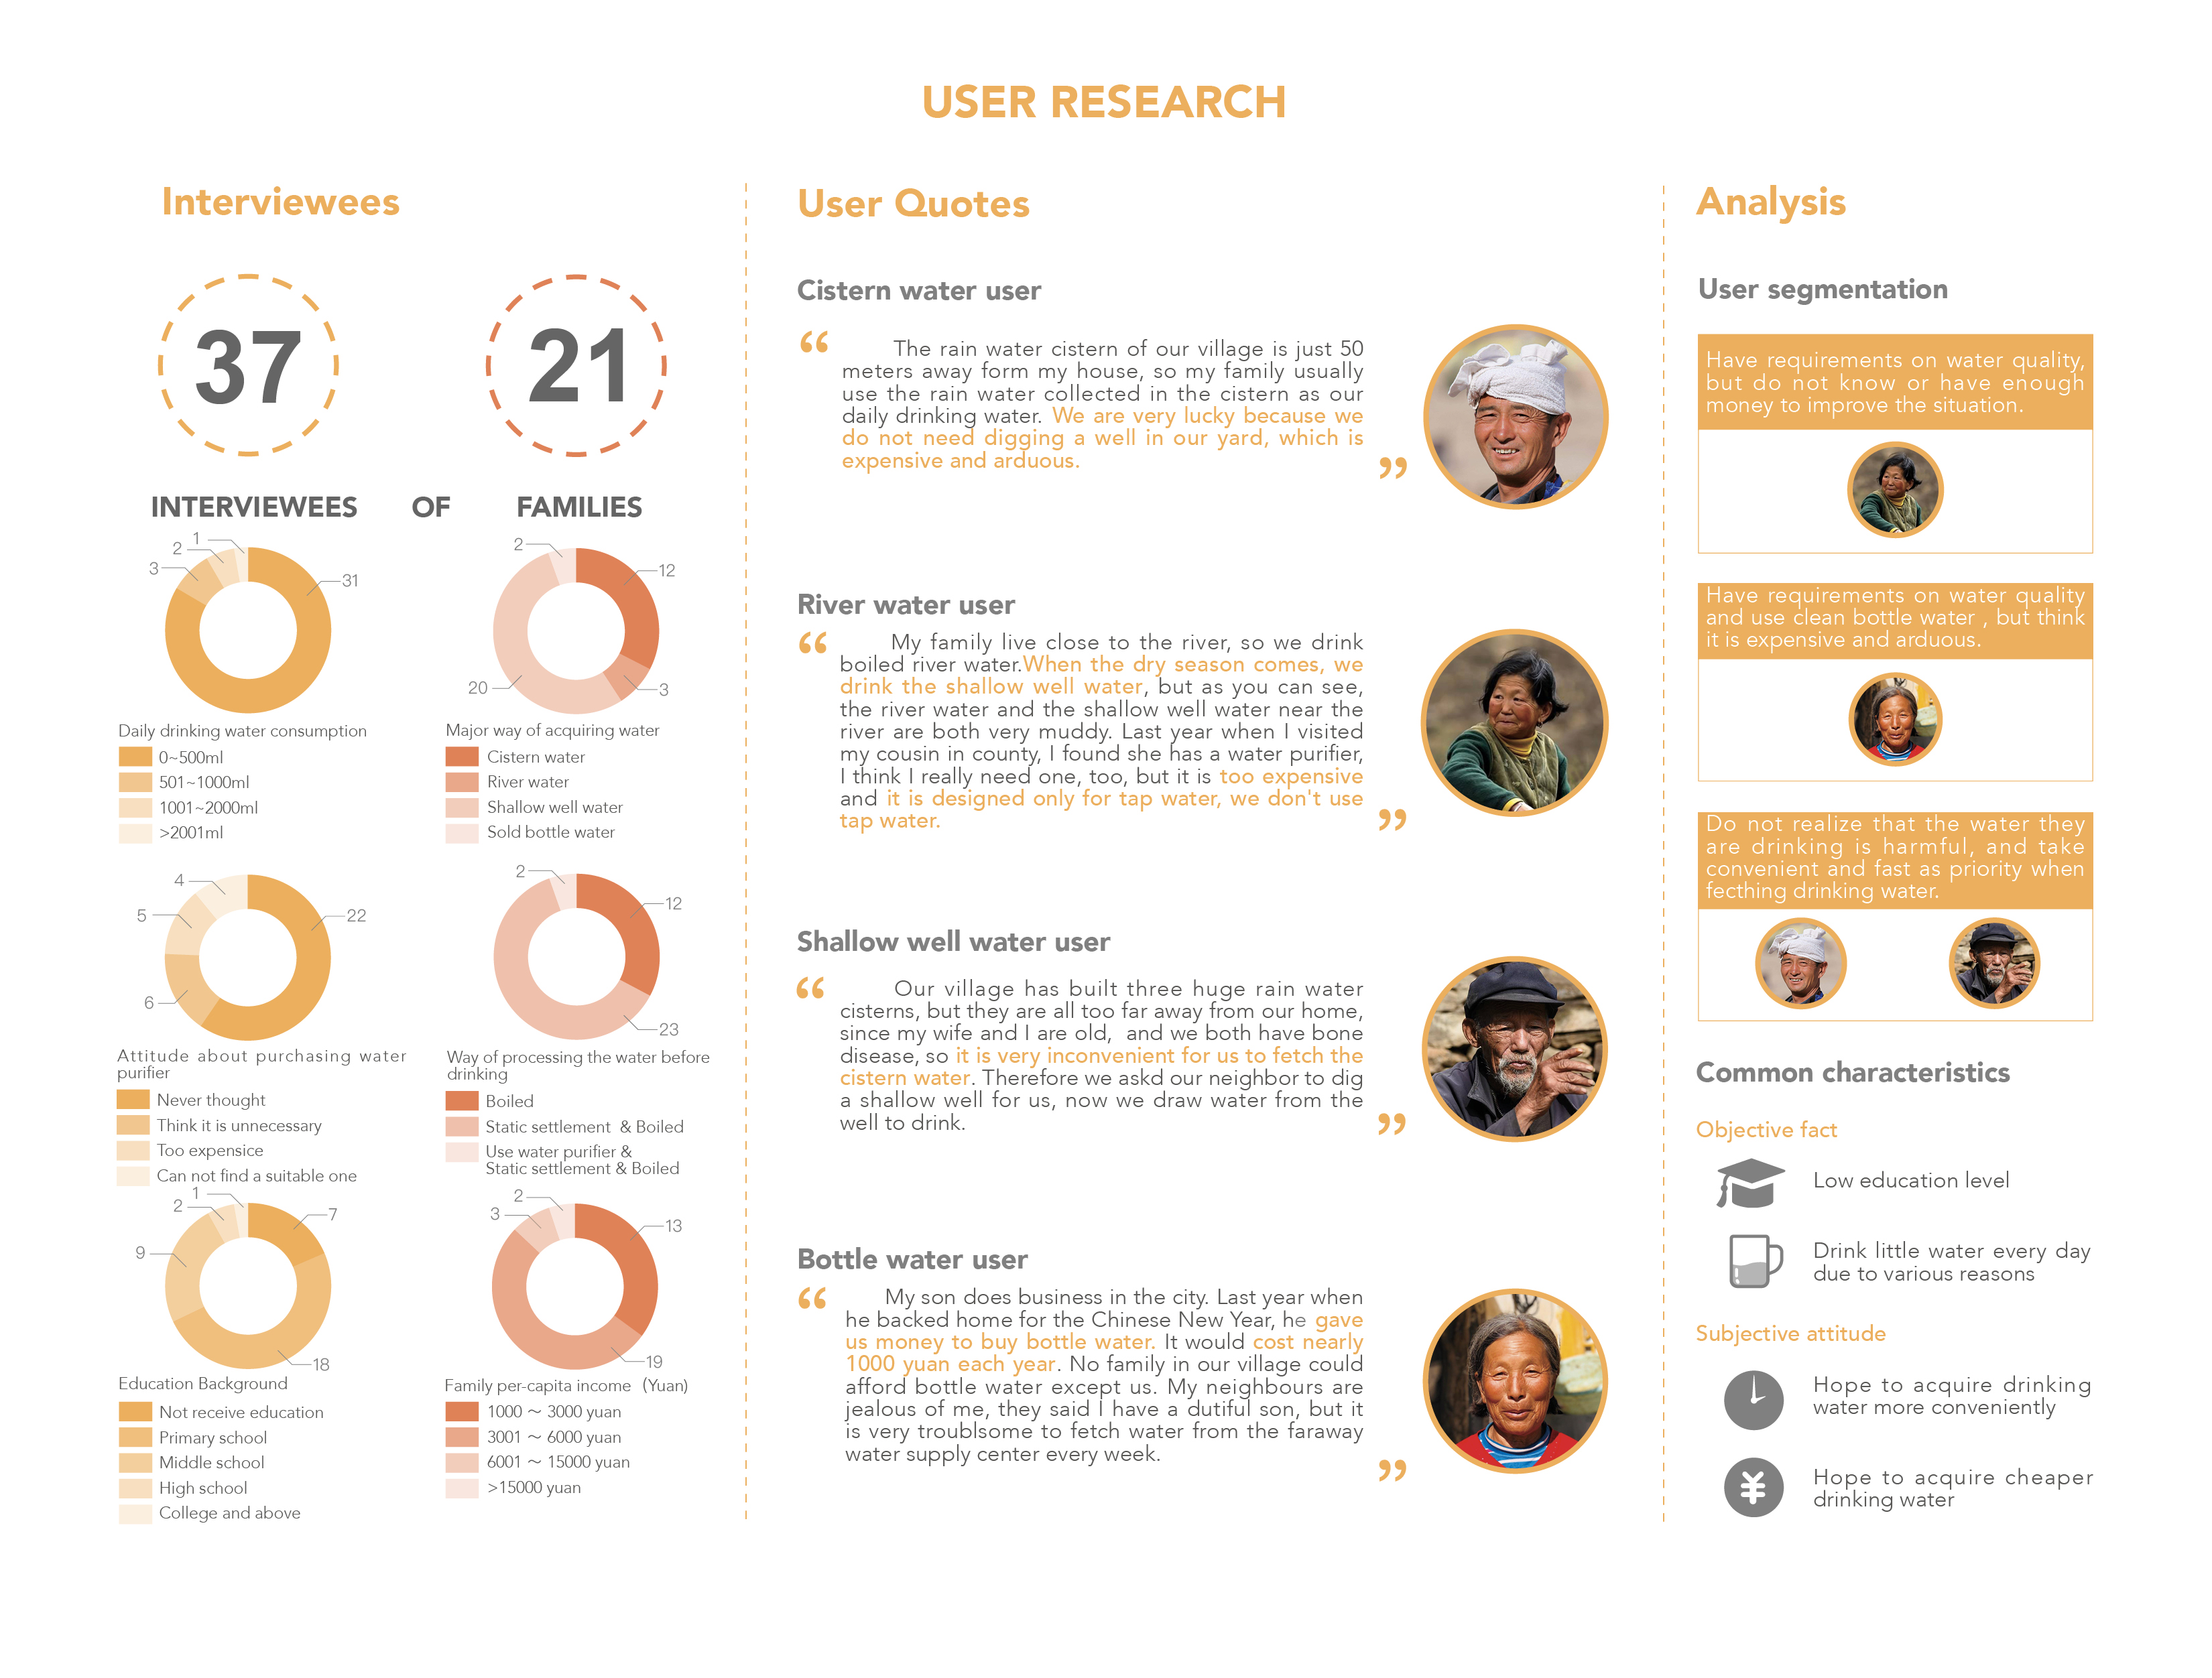 USER RESEARCH
Interviewees
37
21
INTERVIEWEES OF FAMILIES
1
2
3
31
Daily drinking water consumption
0~500ml
501~1000ml
1001~2000ml
>2001ml
2
12
20
3
Major way of acquiring water
Cistern water
River water
Shallow well water
Sold bottle water
4
5
22
6
Attitude about purchasing water
purifier
Never thought
Think it is unnecessary
Too expensice
Can not find a suitable one
2
12
23
Way of processing the water before
drinking
Boiled
Static settlement & Boiled
Use water purifier &
Static settlement & Boiled
1
2
7
9
18
Education Background
Not receive education
Primary school
Middle school
High school
College and above
2
3
13
19
Family per-capita income (Yuan)
1000 ~ 3000 yuan
3001 ~ 6000 yuan
6001 ~ 15000 yuan
>15000 yuan
User Quotes
Cistern water user
“ The rain water cistern of our village is just 50
meters away form my house, so my family usually
use the rain water collected in the cistern as our
daily drinking water. We are very lucky because we
do not need digging a well in our yard, which is
expensive and arduous. ”
River water user
“ My family live close to the river, so we drink
boiled river water.When the dry season comes, we
drink the shallow well water, but as you can see,
the river water and the shallow well water near the
river are both very muddy. Last year when I visited
my cousin in county, I found she has a water purifier,
I think I really need one, too, but it is too expensive
and it is designed only for tap water, we don't use
tap water. ”
Shallow well water user
“ Our village has built three huge rain water
cisterns, but they are all too far away from our home,
since my wife and I are old, and we both have bone
disease, so it is very inconvenient for us to fetch the
cistern water. Therefore we askd our neighbor to dig
a shallow well for us, now we draw water from the
well to drink. ”
Bottle water user
“ My son does business in the city. Last year when
he backed home for the Chinese New Year, he gave
us money to buy bottle water. It would cost nearly
1000 yuan each year. No family in our village could
afford bottle water except us. My neighbours are
jealous of me, they said I have a dutiful son, but it
is very troublsome to fetch water from the faraway
water supply center every week. ”
Analysis
User segmentation
Have requirements on water quality,
but do not know or have enough
money to improve the situation.
Have requirements on water quality
and use clean bottle water , but think
it is expensive and arduous.
Do not realize that the water they
are drinking is harmful, and take
convenient and fast as priority when
fecthing drinking water.
Common characteristics
Objective fact
Low education level
Drink little water every day
due to various reasons
Subjective attitude
Hope to acquire drinking
water more conveniently
¥
Hope to acquire cheaper
drinking water